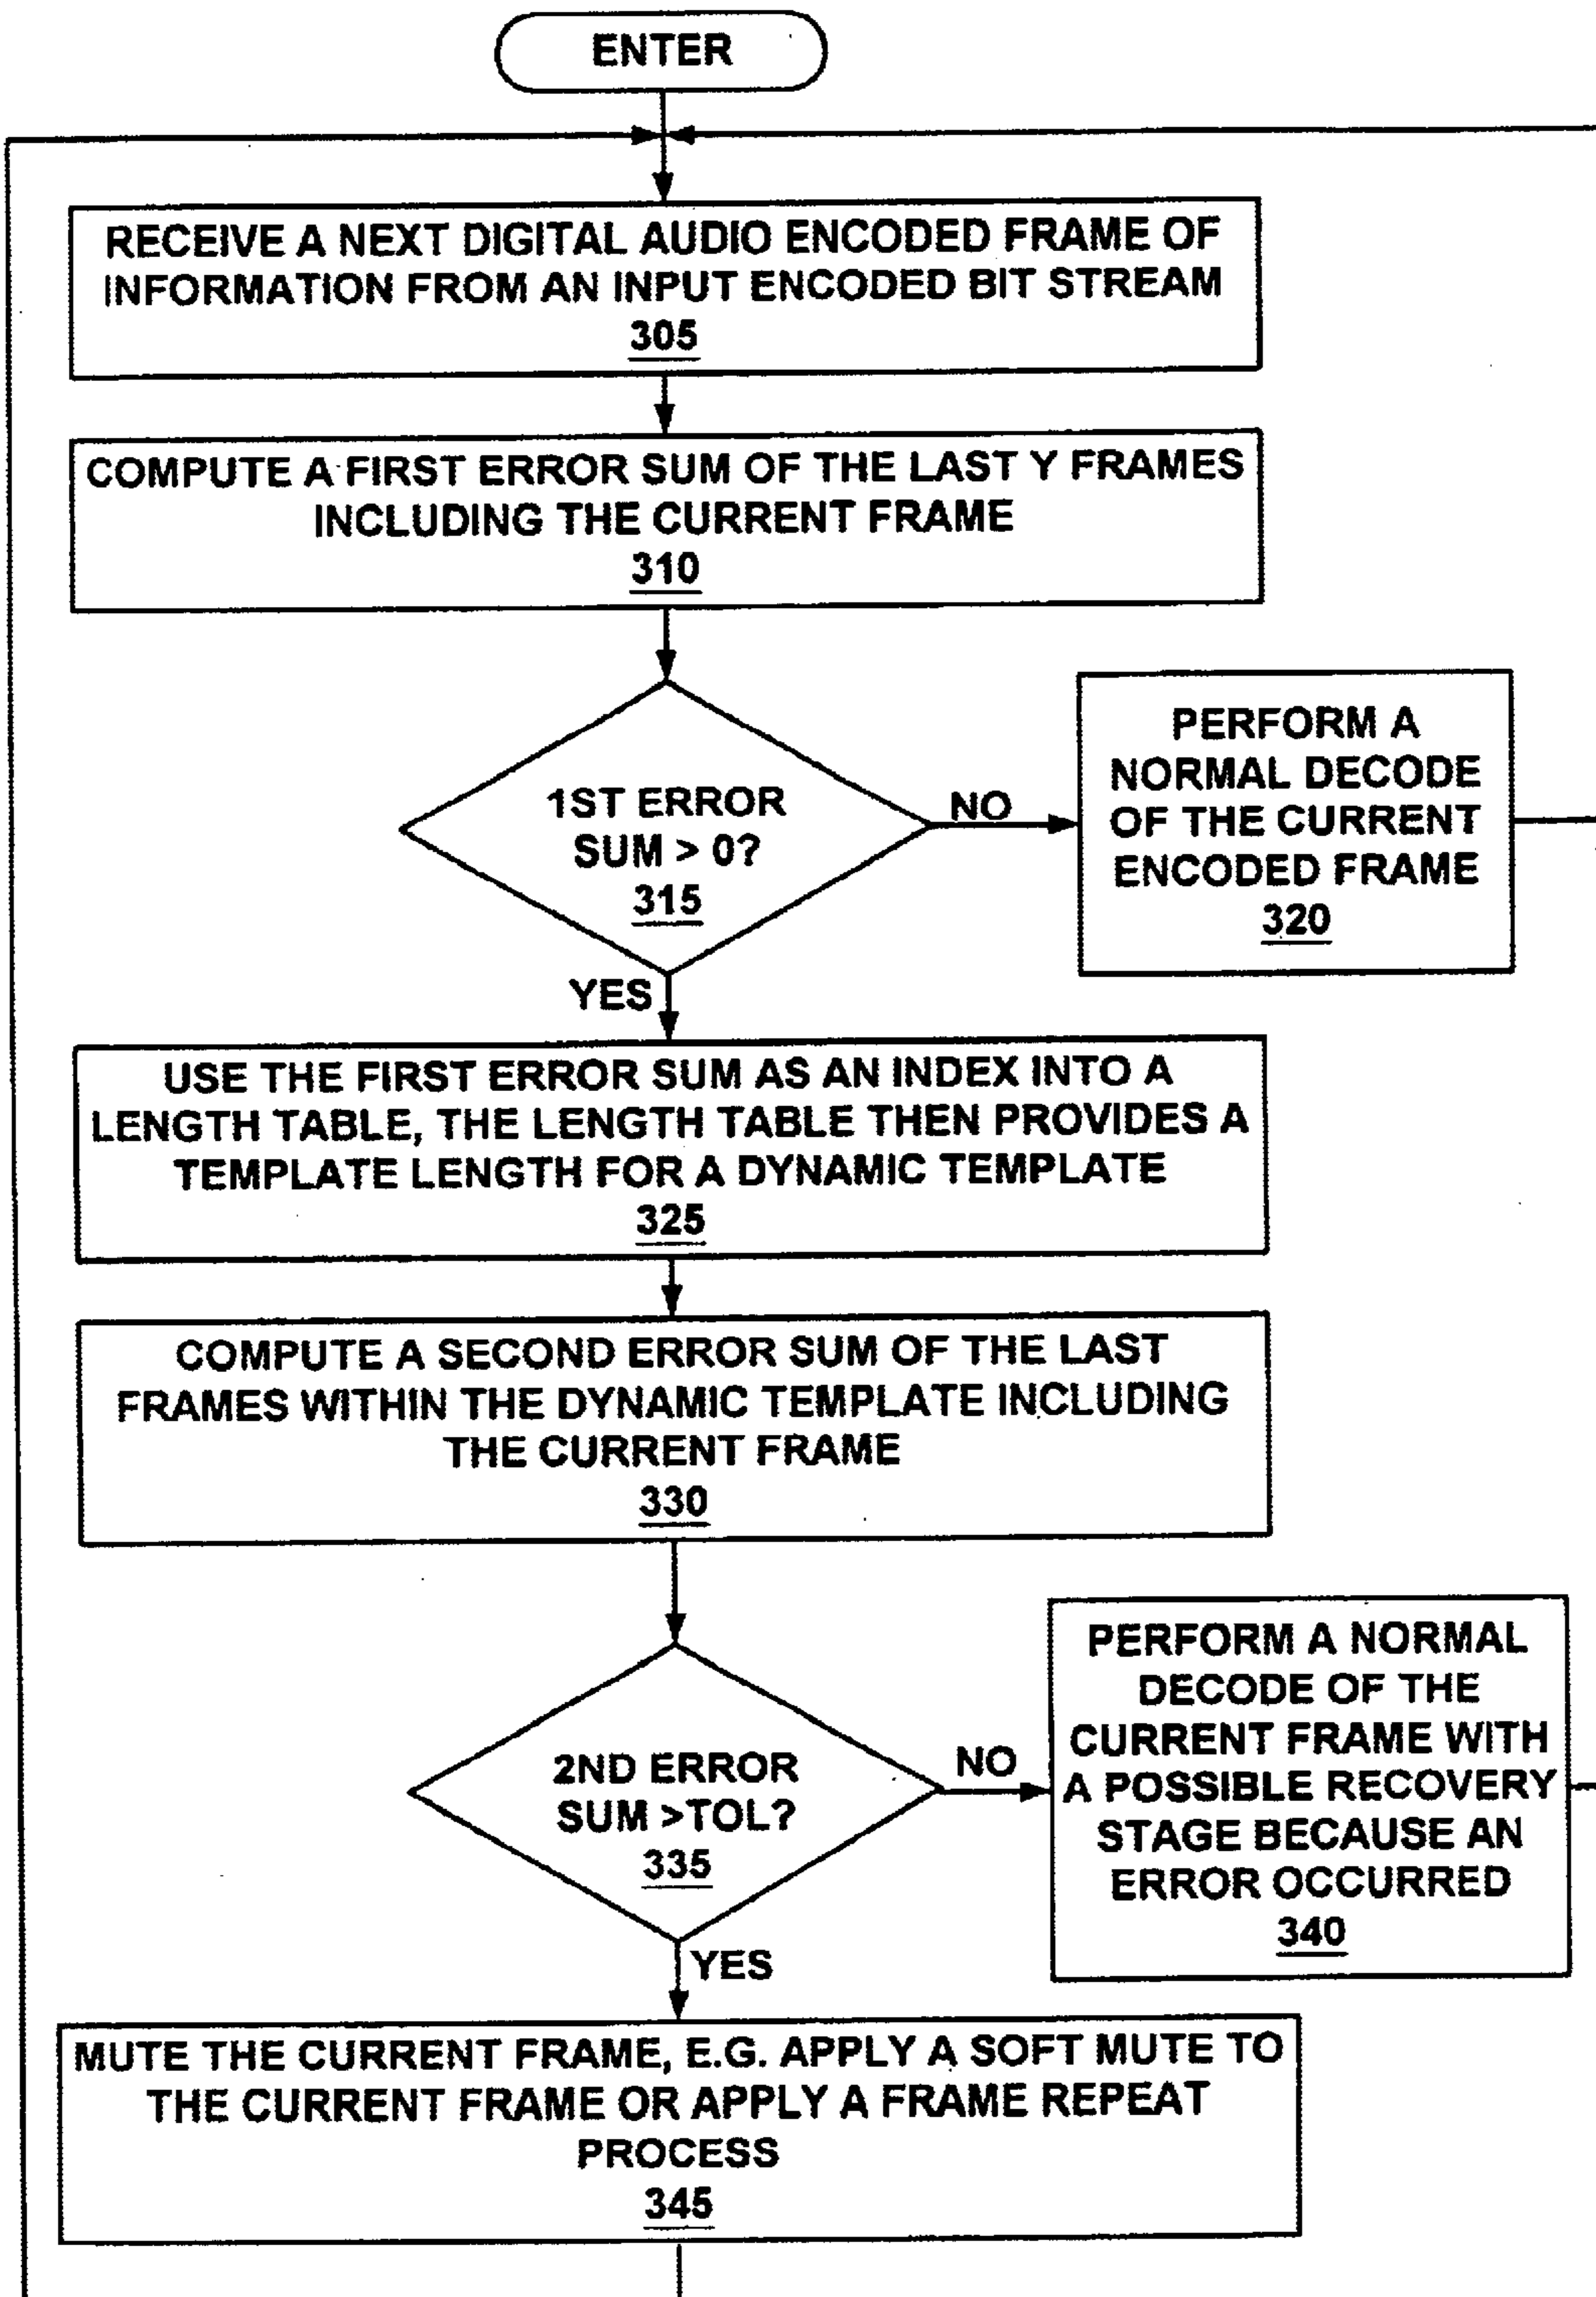 ENTER
RECEIVE A NEXT DIGITAL AUDIO ENCODED FRAME OF
INFORMATION FROM AN INPUT ENCODED BIT STREAM
305
COMPUTE A FIRST ERROR SUM OF THE LAST Y FRAMES
INCLUDING THE CURRENT FRAME
310
1ST ERROR
SUM > 0?
315
NO
PERFORM A
NORMAL DECODE
OF THE CURRENT
ENCODED FRAME
320
YES
USE THE FIRST ERROR SUM AS AN INDEX INTO A
LENGTH TABLE, THE LENGTH TABLE THEN PROVIDES A
TEMPLATE LENGTH FOR A DYNAMIC TEMPLATE
325
COMPUTE A SECOND ERROR SUM OF THE LAST
FRAMES WITHIN THE DYNAMIC TEMPLATE INCLUDING
THE CURRENT FRAME
330
2ND ERROR
SUM >TOL?
335
NO
PERFORM A NORMAL
DECODE OF THE
CURRENT FRAME WITH
A POSSIBLE RECOVERY
STAGE BECAUSE AN
ERROR OCCURRED
340
YES
MUTE THE CURRENT FRAME, E.G. APPLY A SOFT MUTE TO
THE CURRENT FRAME OR APPLY A FRAME REPEAT
PROCESS
345